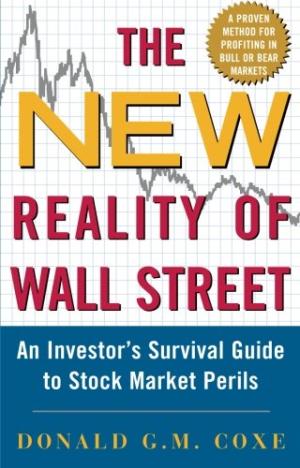 THE
NEW
REALITY OF
WALL STREET
A PROVEN
METHOD FOR
PROFITING IN
BULL OR BEAR
MARKETS
An Investor's Survival Guide
to Stock Market Perils
DONALD G.M. COXE